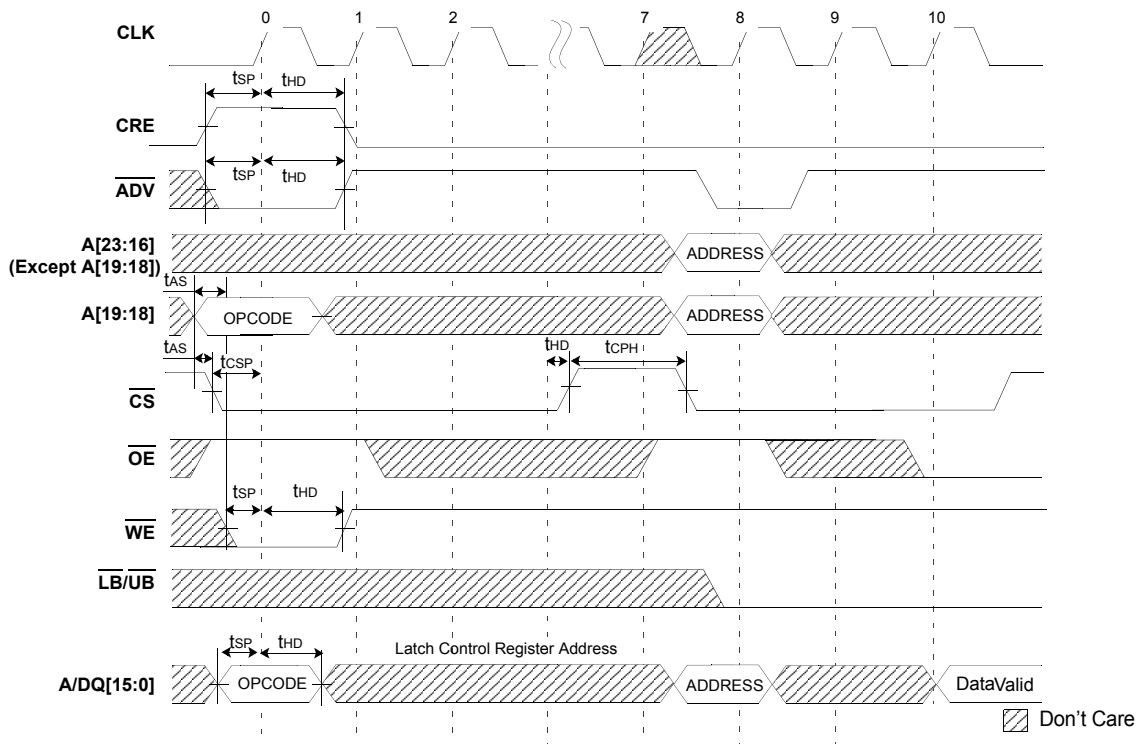 0 1 2 7 8 9 10
CLK
tSP tHD
CRE
tSP tHD
ADV
A[23:16]
(Except A[19:18])
ADDRESS
tAS
A[19:18]
OPCODE ADDRESS
tAS tCSP tHD tCPH
CS
OE
tSP tHD
WE
LB/UB
tSP tHD Latch Control Register Address
A/DQ[15:0] OPCODE ADDRESS DataValid
Don't Care